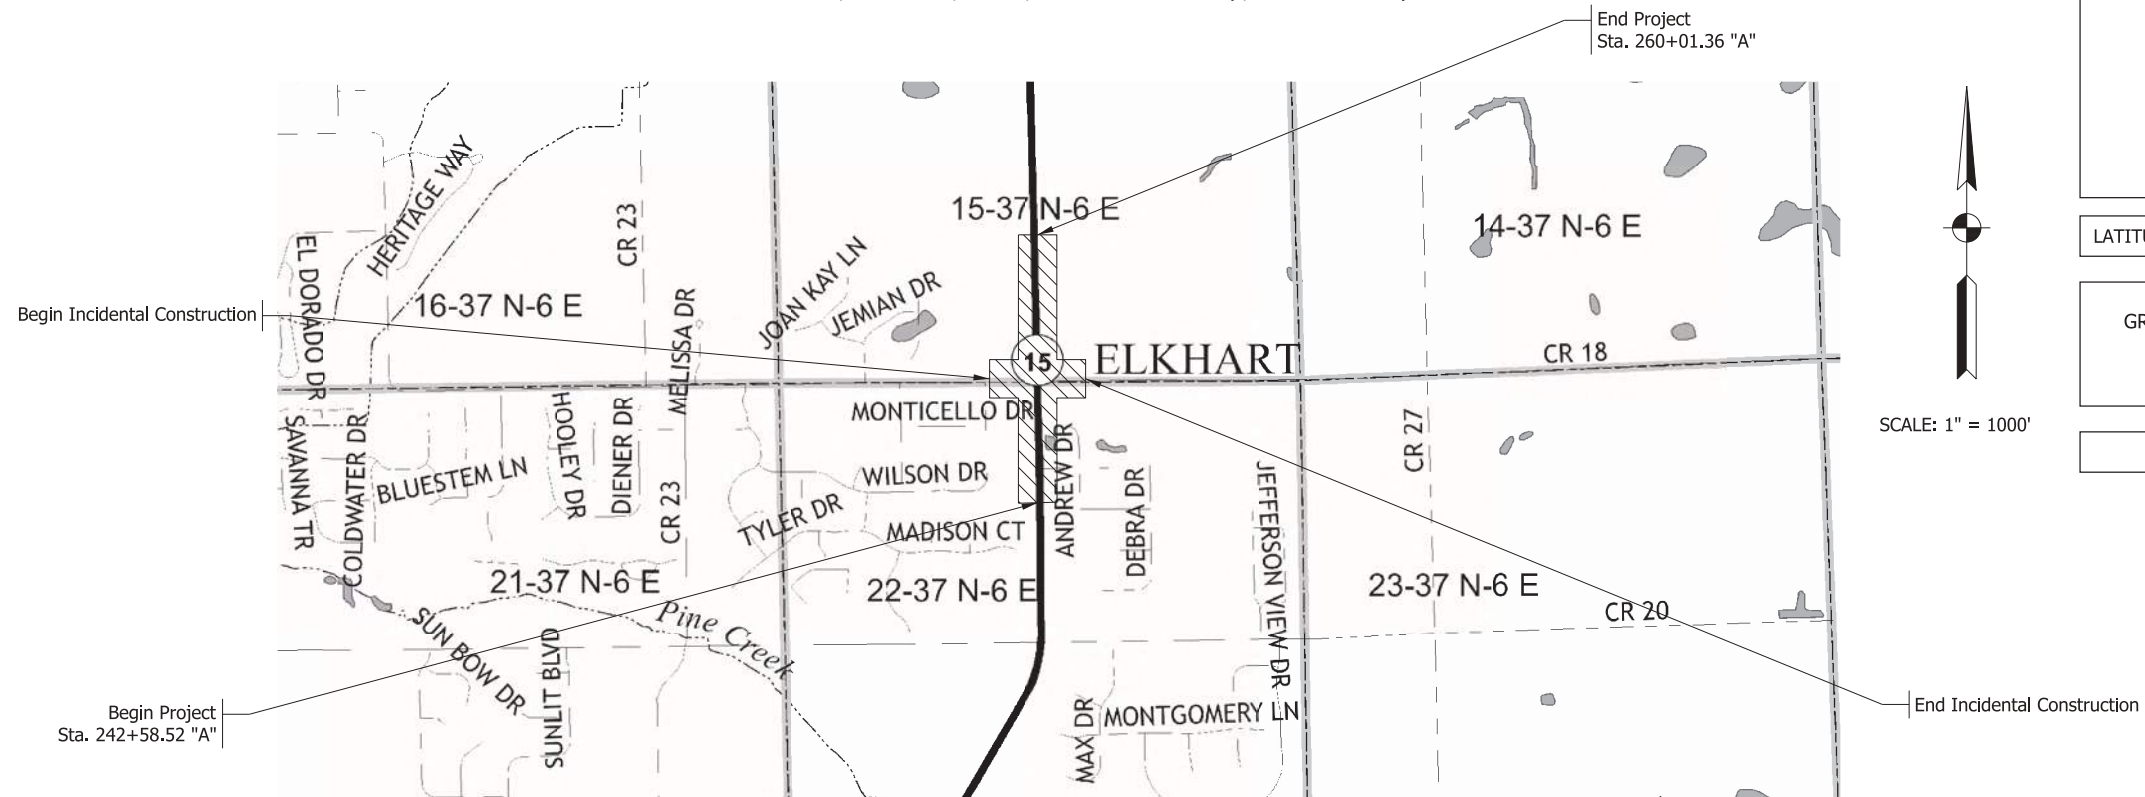 End Project
Sta. 260+01.36 "A"
HERITAGE WAY
CR 23
15-37 N-6 E
14-37 N-6 E
LATITU
EL DORADO DR
16-37 N-6 E
MELISSA DR
JOAN KAY LN
JEMIAN DR
Begin Incidental Construction
GR
15
ELKHART
CR 18
SAVANNA TR
COLDWATER DR
BLUESTEM LN
HOOLEY DR
DIENER DR
CR 23
MONTICELLO DR
WILSON DR
TYLER DR
MADISON CT
ANDREW DR
DEBRA DR
JEFFERSON VIEW DR
CR 27
SCALE: 1" = 1000'
21-37 N-6 E
22-37 N-6 E
23-37 N-6 E
CR 20
SUN BOW DR
SUNLIT BLVD
Pine Creek
MAX DR
MONTGOMERY LN
Begin Project
Sta. 242+58.52 "A"
End Incidental Construction